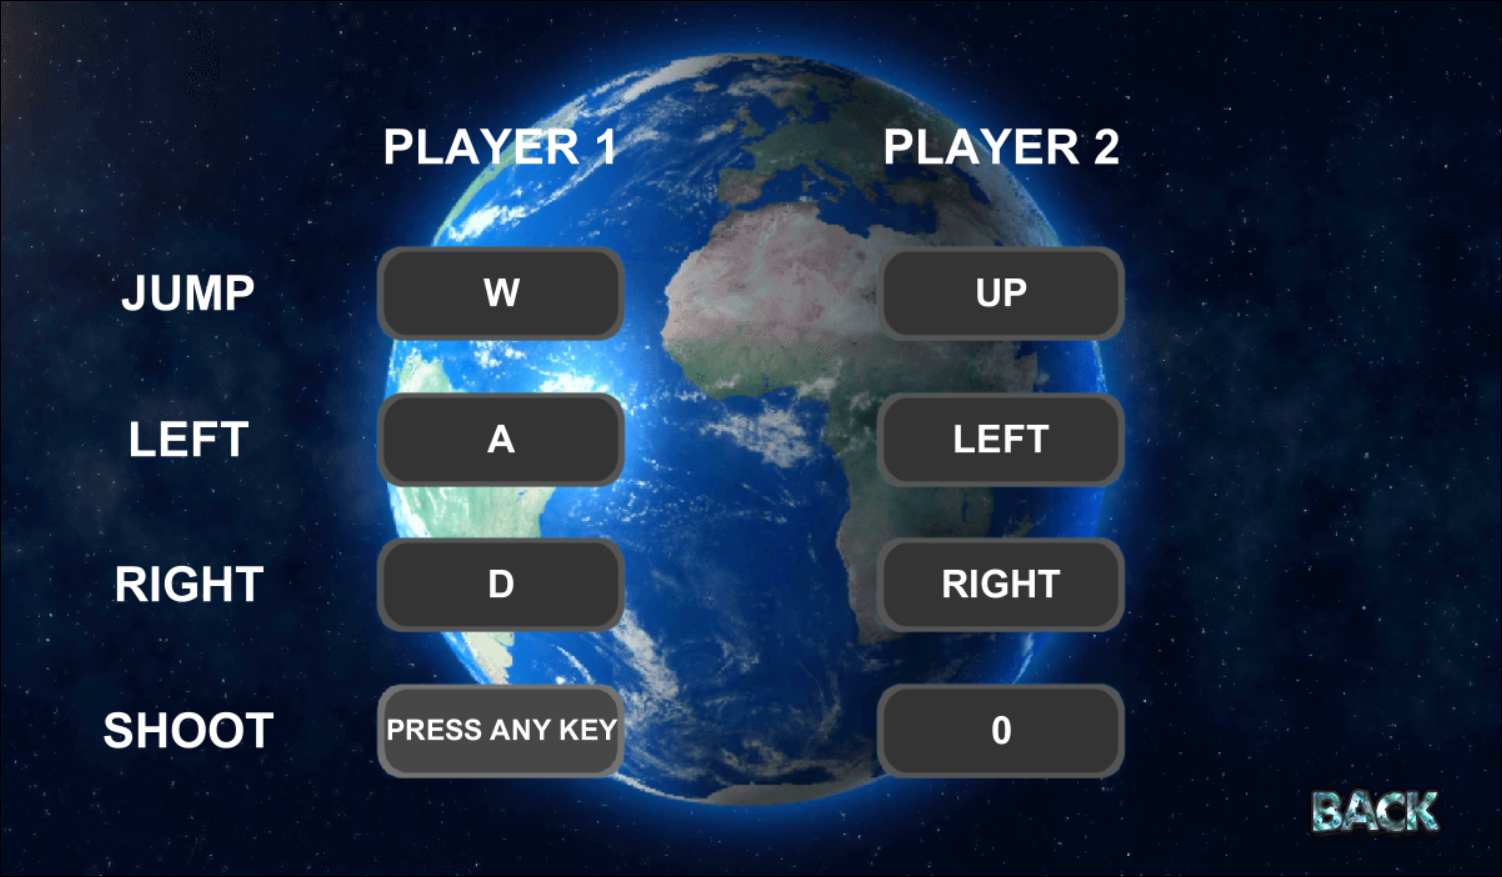 PLAYER 1 PLAYER 2
JUMP W UP
LEFT A LEFT
RIGHT D RIGHT
SHOOT PRESS ANY KEY 0
BACK